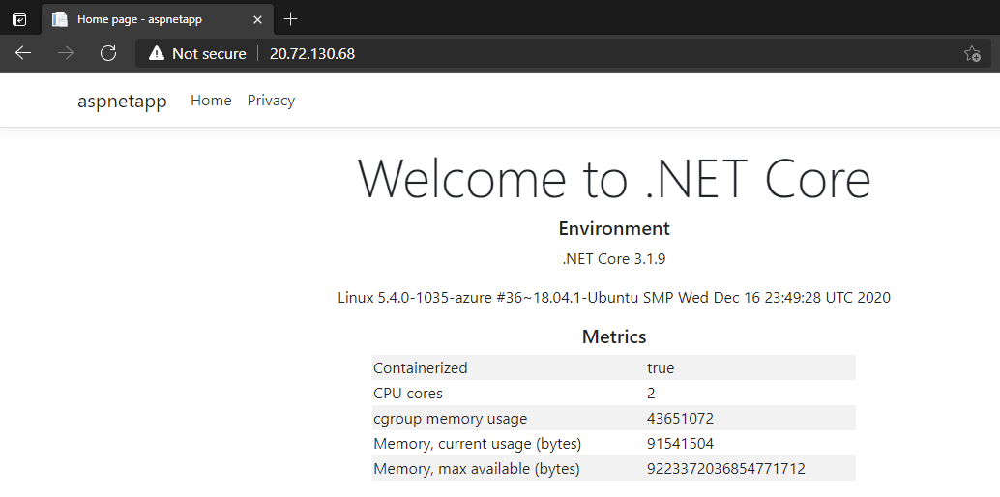 Home page - aspnetapp
Not secure 20.72.130.68
aspnetapp Home Privacy
Welcome to .NET Core
Environment
.NET Core 3.1.9
Linux 5.4.0-1035-azure #36~18.04.1-Ubuntu SMP Wed Dec 16 23:49:28 UTC 2020
Metrics
Containerized true
CPU cores 2
cgroup memory usage 43651072
Memory, current usage (bytes) 91541504
Memory, max available (bytes) 9223372036854771712